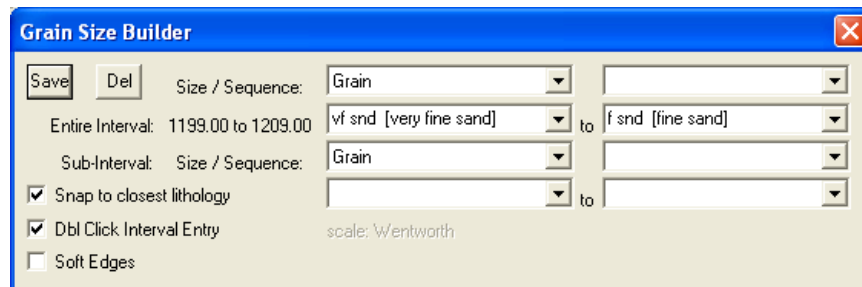 Grain Size Builder
Save Del Size / Sequence: Grain
Entire Interval: 1199.00 to 1209.00 vf snd [very fine sand] to f snd [fine sand]
Sub-Interval: Size / Sequence: Grain
Snap to closest lithology to
Dbl Click Interval Entry scale: Wentworth
Soft Edges